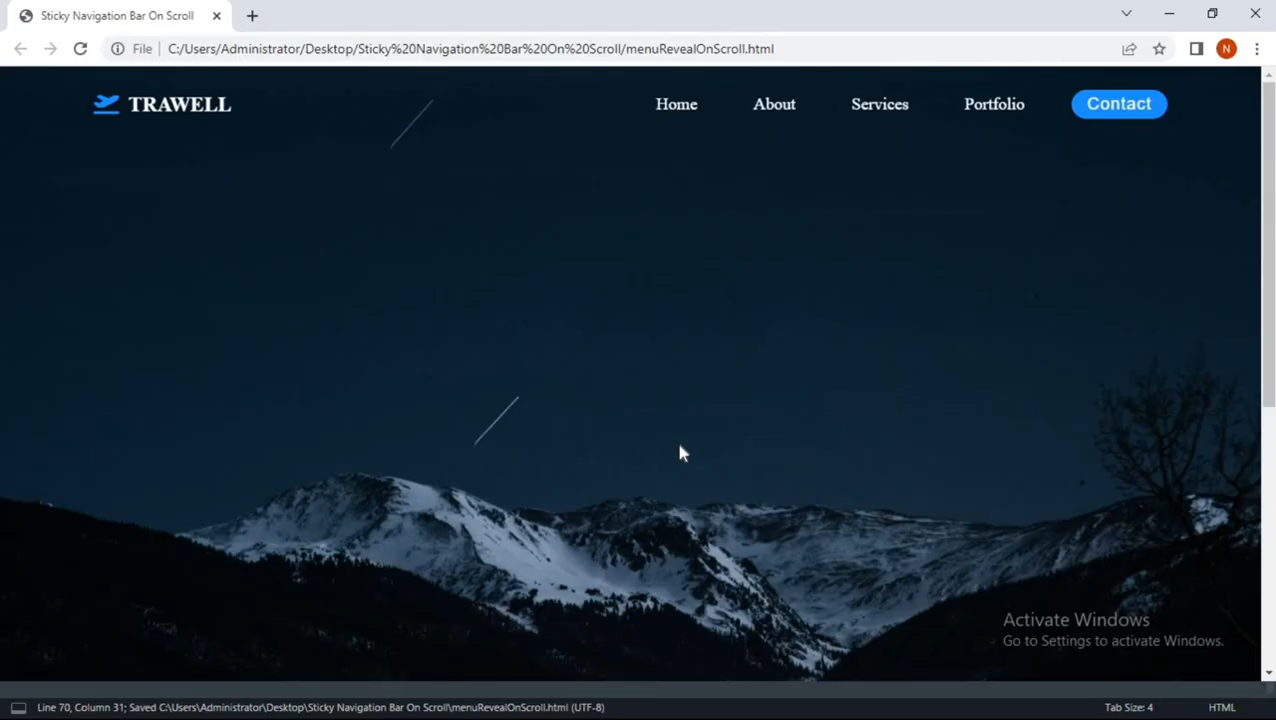 Sticky Navigation Bar On Scroll
File C:/Users/Administrator/Desktop/Sticky%20Navigation%20Bar%20On%20Scroll/menuRevealOnScroll.html
N
TRAWELL Home About Services Portfolio Contact
Activate Windows
Go to Settings to activate Windows.
Line 70, Column 31; Saved C:\Users\Administrator\Desktop\Sticky Navigation Bar On Scroll\menuRevealOnScroll.html (UTF-8) Tab Size: 4 HTML